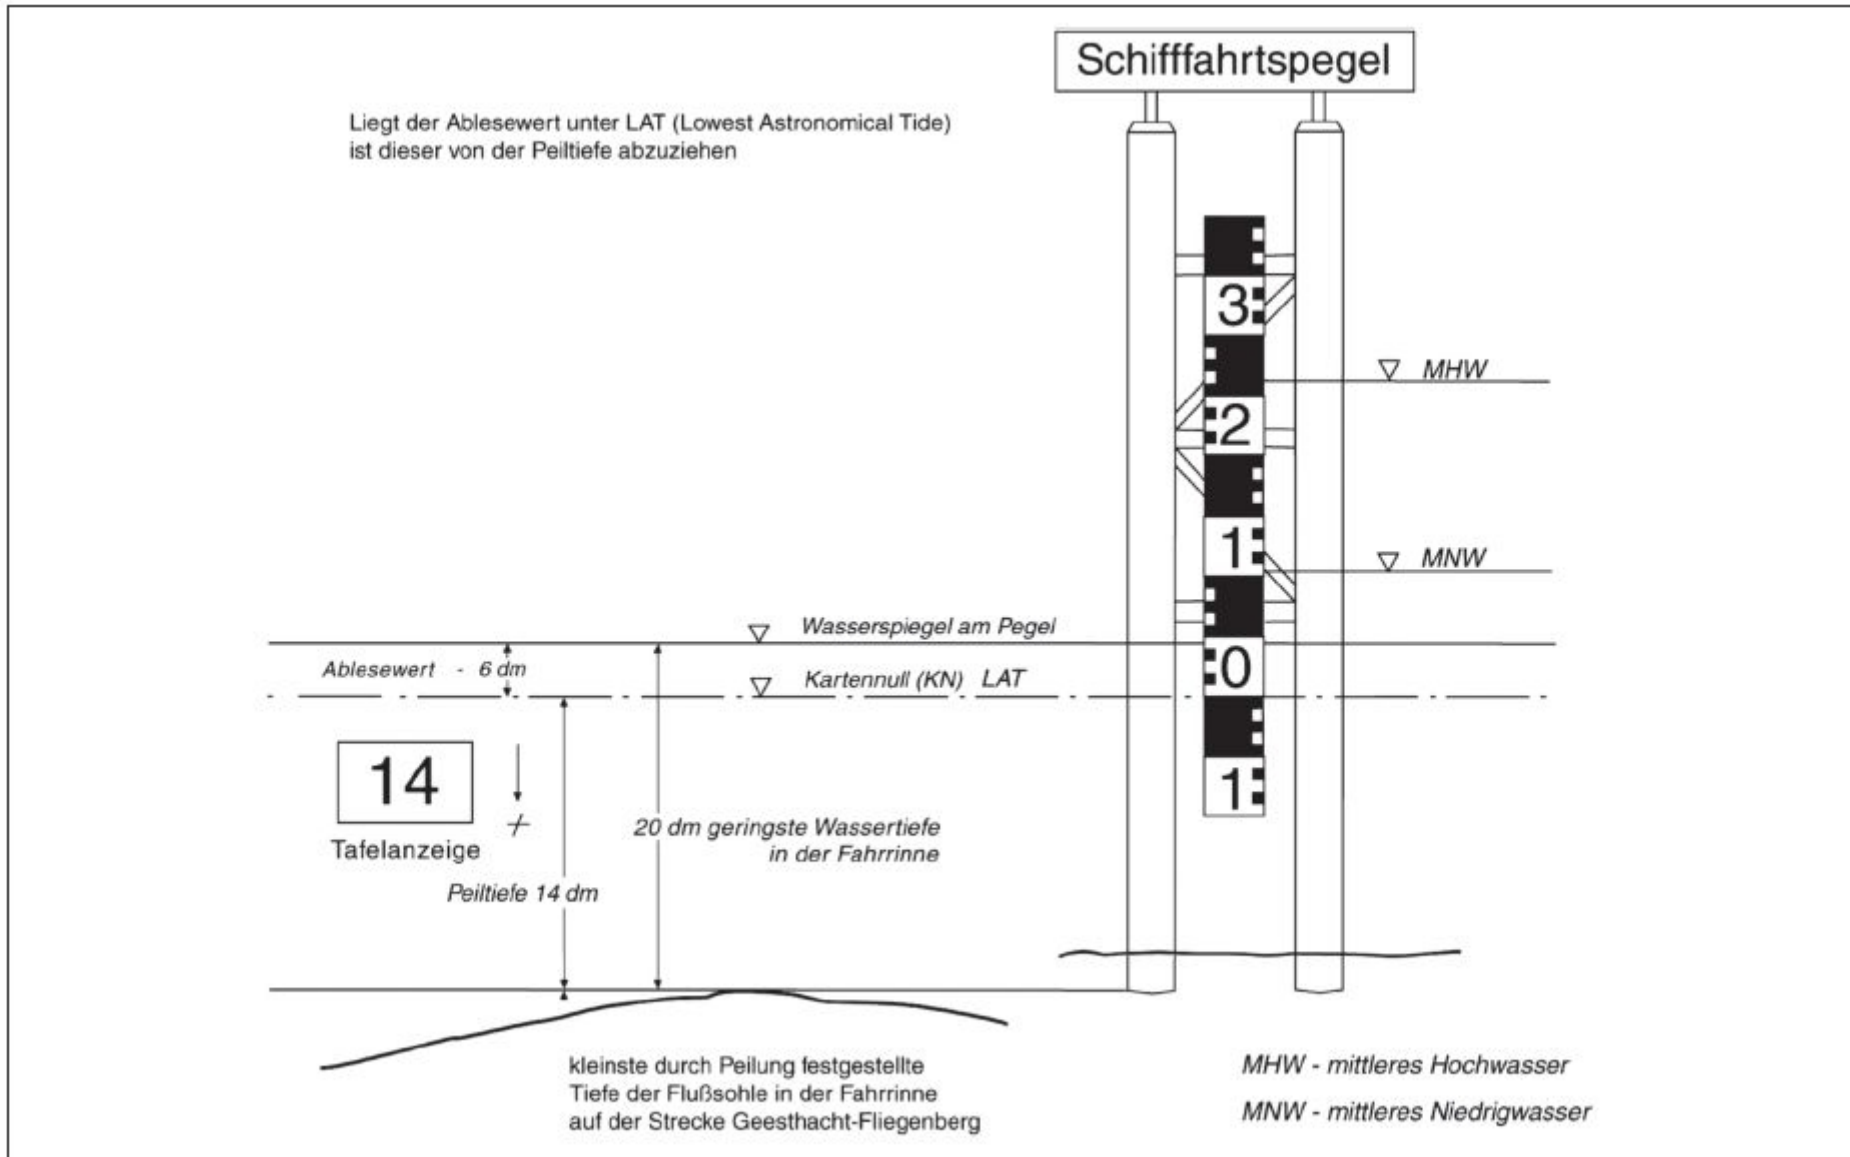 Schifffahrtspegel
Liegt der Ablesewert unter LAT (Lowest Astronomical Tide)
ist dieser von der Peiltiefe abzuziehen
3
MHW
2
1
MNW
Wasserspiegel am Pegel
Ablesewert - 6 dm
0
Kartennull (KN) LAT
14
1
+
Tafelanzeige
20 dm geringste Wassertiefe
in der Fahrrinne
Peiltiefe 14 dm
kleinste durch Peilung festgestellte
Tiefe der Flußsohle in der Fahrrinne
auf der Strecke Geesthacht-Fliegenberg
MHW - mittleres Hochwasser
MNW - mittleres Niedrigwasser